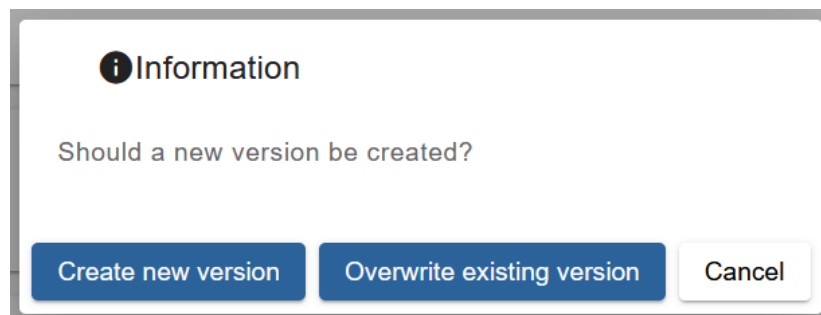 Information
Should a new version be created?
Create new version
Overwrite existing version
Cancel